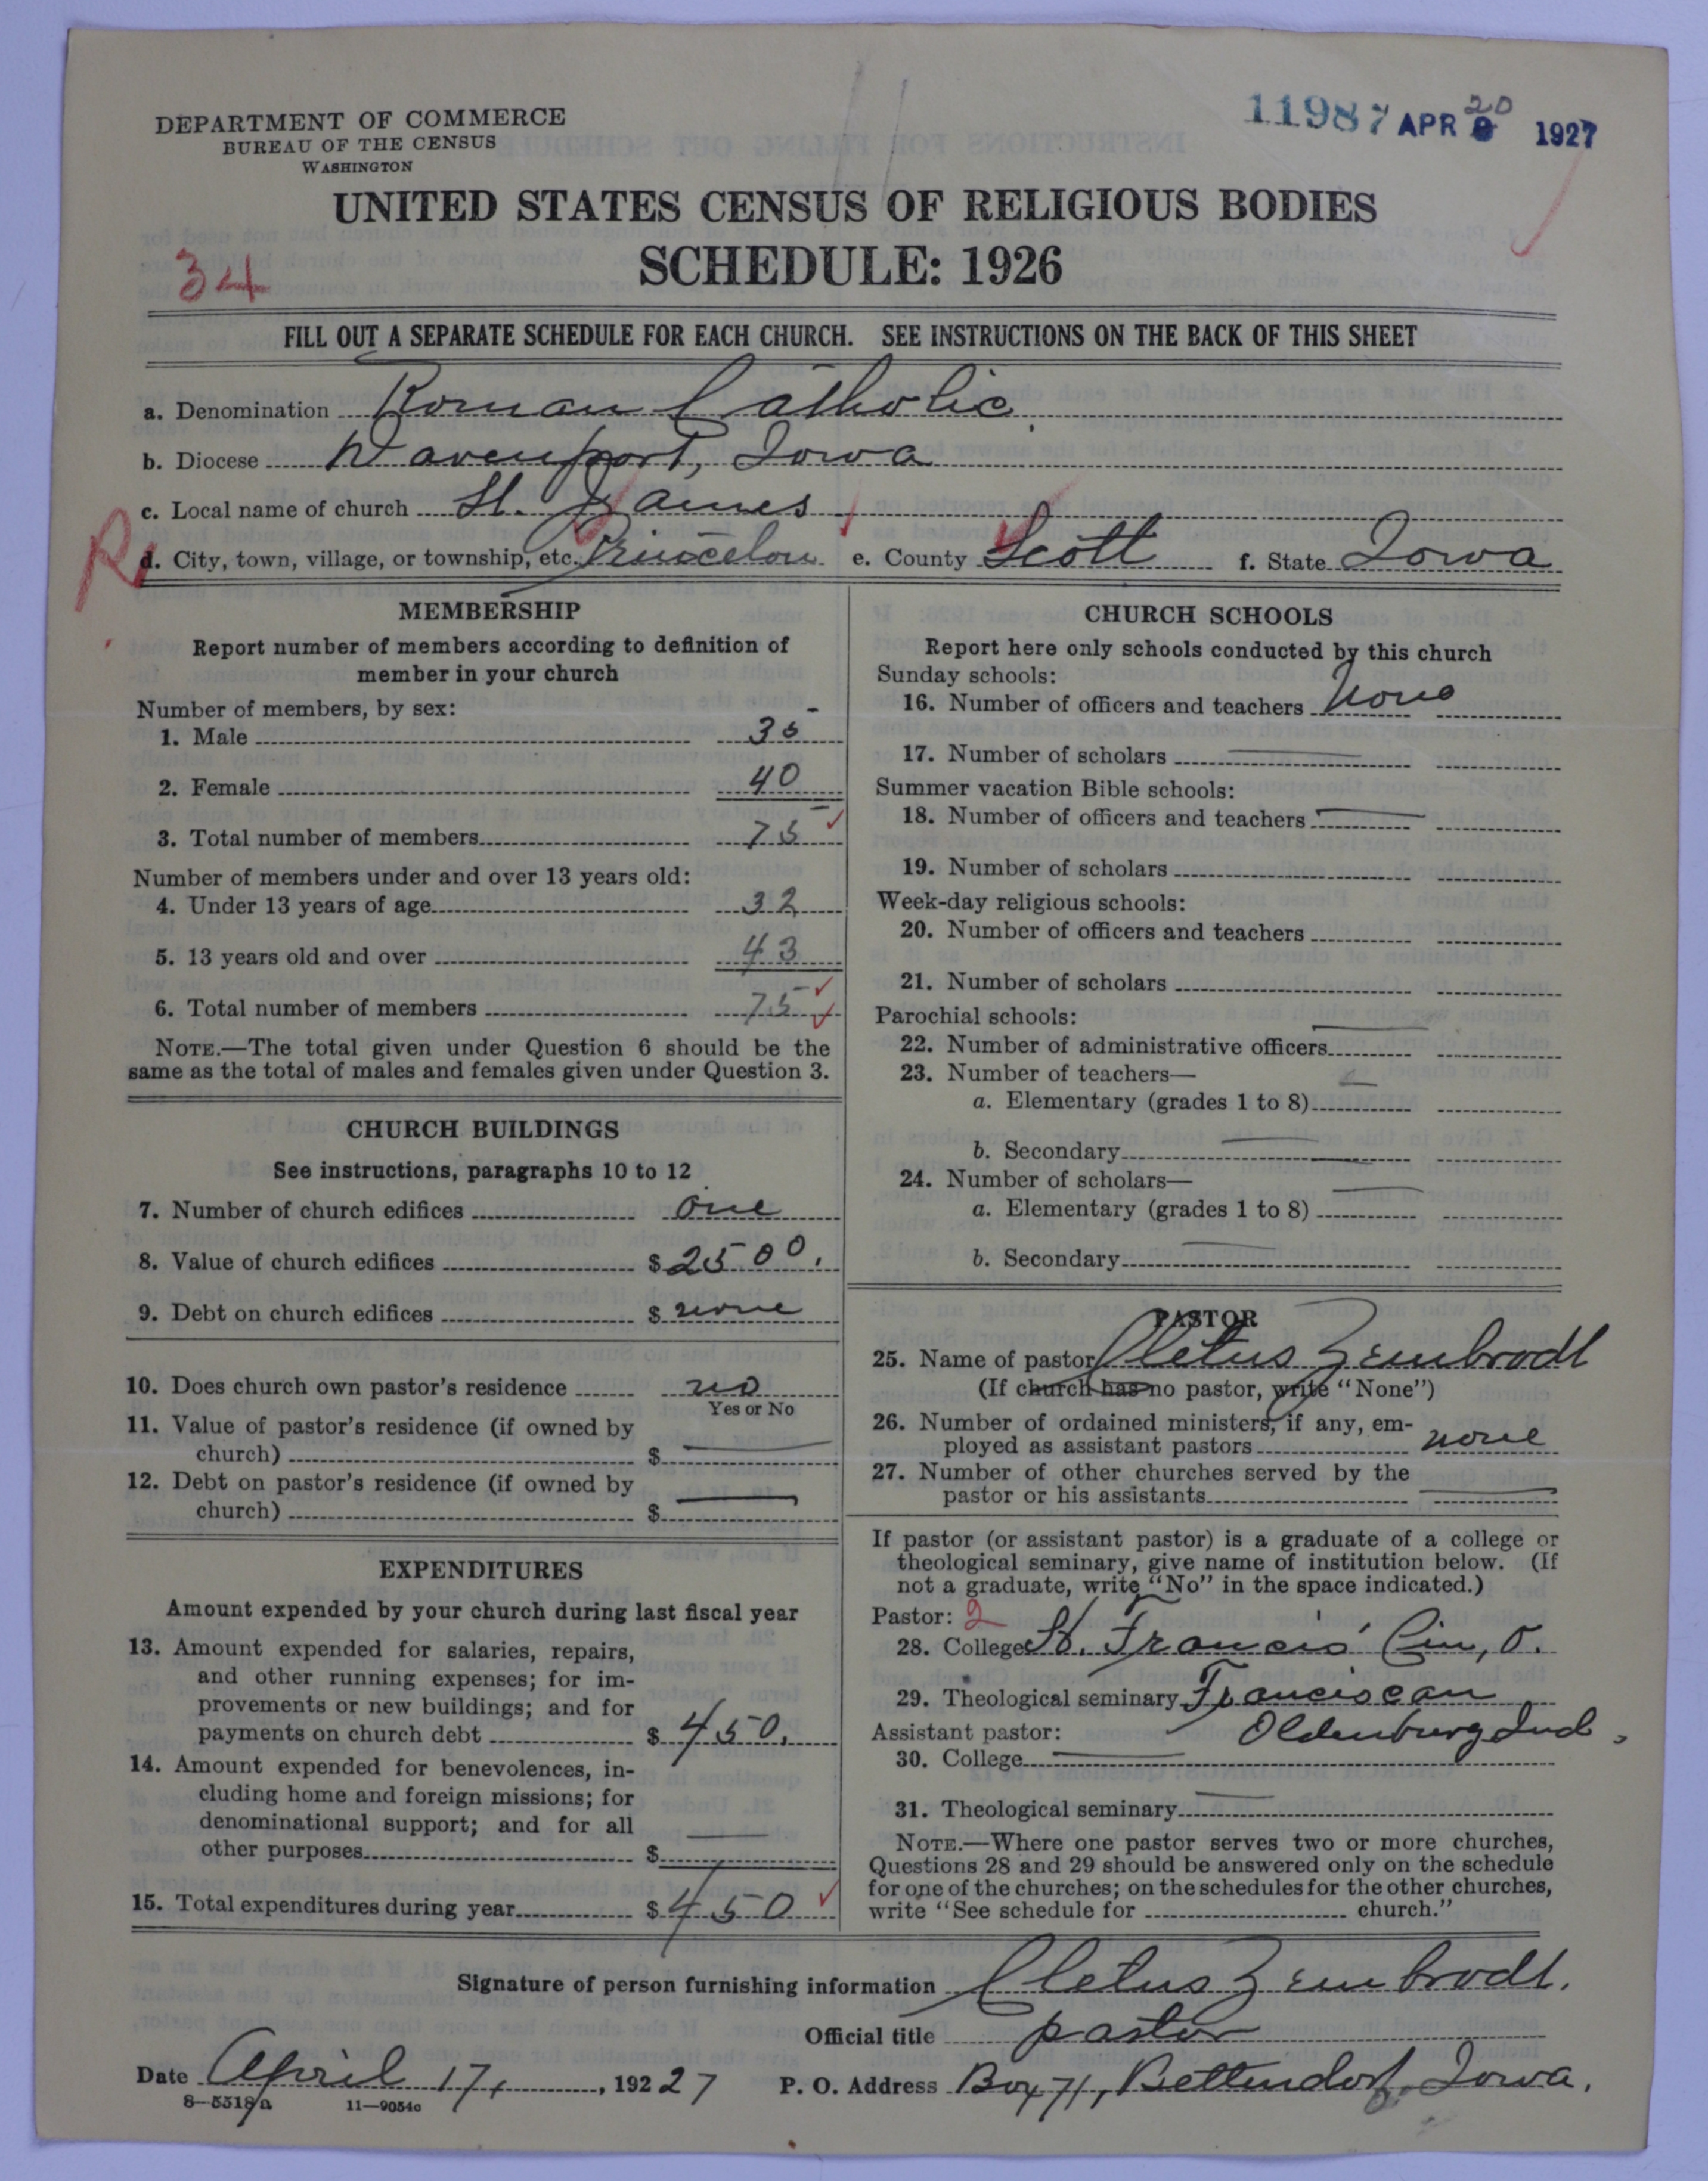 DEPARTMENT OF COMMERCE
BUREAU OF THE CENSUS
WASHINGTON
11987 APR 20 1927
UNITED STATES CENSUS OF RELIGIOUS BODIES
SCHEDULE: 1926
34
FILL OUT A SEPARATE SCHEDULE FOR EACH CHURCH. SEE INSTRUCTIONS ON THE BACK OF THIS SHEET
a. Denomination Roman Catholic
b. Diocese Davenport, Iowa
c. Local name of church St. James
R
d. City, town, village, or township, etc. Princeton e. County Scott f. State Iowa
MEMBERSHIP
Report number of members according to definition of
member in your church
Number of members, by sex:
1. Male 35
2. Female 40
3. Total number of members 75
Number of members under and over 13 years old:
4. Under 13 years of age 32
5. 13 years old and over 43
6. Total number of members 75
NOTE.—The total given under Question 6 should be the
same as the total of males and females given under Question 3.
CHURCH BUILDINGS
See instructions, paragraphs 10 to 12
7. Number of church edifices one
8. Value of church edifices $2500.
9. Debt on church edifices $ none
10. Does church own pastor's residence no
Yes or No
11. Value of pastor's residence (if owned by
church) $
12. Debt on pastor's residence (if owned by
church) $
EXPENDITURES
Amount expended by your church during last fiscal year
13. Amount expended for salaries, repairs,
and other running expenses; for im-
provements or new buildings; and for
payments on church debt $450.
14. Amount expended for benevolences, in-
cluding home and foreign missions; for
denominational support; and for all
other purposes $
15. Total expenditures during year $450
CHURCH SCHOOLS
Report here only schools conducted by this church
Sunday schools:
16. Number of officers and teachers None
17. Number of scholars
Summer vacation Bible schools:
18. Number of officers and teachers
19. Number of scholars
Week-day religious schools:
20. Number of officers and teachers
21. Number of scholars
Parochial schools:
22. Number of administrative officers
23. Number of teachers—
a. Elementary (grades 1 to 8)
b. Secondary
24. Number of scholars—
a. Elementary (grades 1 to 8)
b. Secondary
PASTOR
25. Name of pastor Cletus Zembrodt
(If church has no pastor, write "None")
26. Number of ordained ministers, if any, em-
ployed as assistant pastors none
27. Number of other churches served by the
pastor or his assistants
If pastor (or assistant pastor) is a graduate of a college or
theological seminary, give name of institution below. (If
not a graduate, write "No" in the space indicated.)
Pastor: 2
28. College St. Francis' Cin, O.
29. Theological seminary Franciscan
Assistant pastor: Oldenburg Ind.
30. College
31. Theological seminary
NOTE.—Where one pastor serves two or more churches,
Questions 28 and 29 should be answered only on the schedule
for one of the churches; on the schedules for the other churches,
write "See schedule for church."
Signature of person furnishing information Cletus Zembrodt.
Official title pastor
Date April 17, , 19227 P. O. Address Box 71, Bettendorf, Iowa.
8—5318a 11—9054c